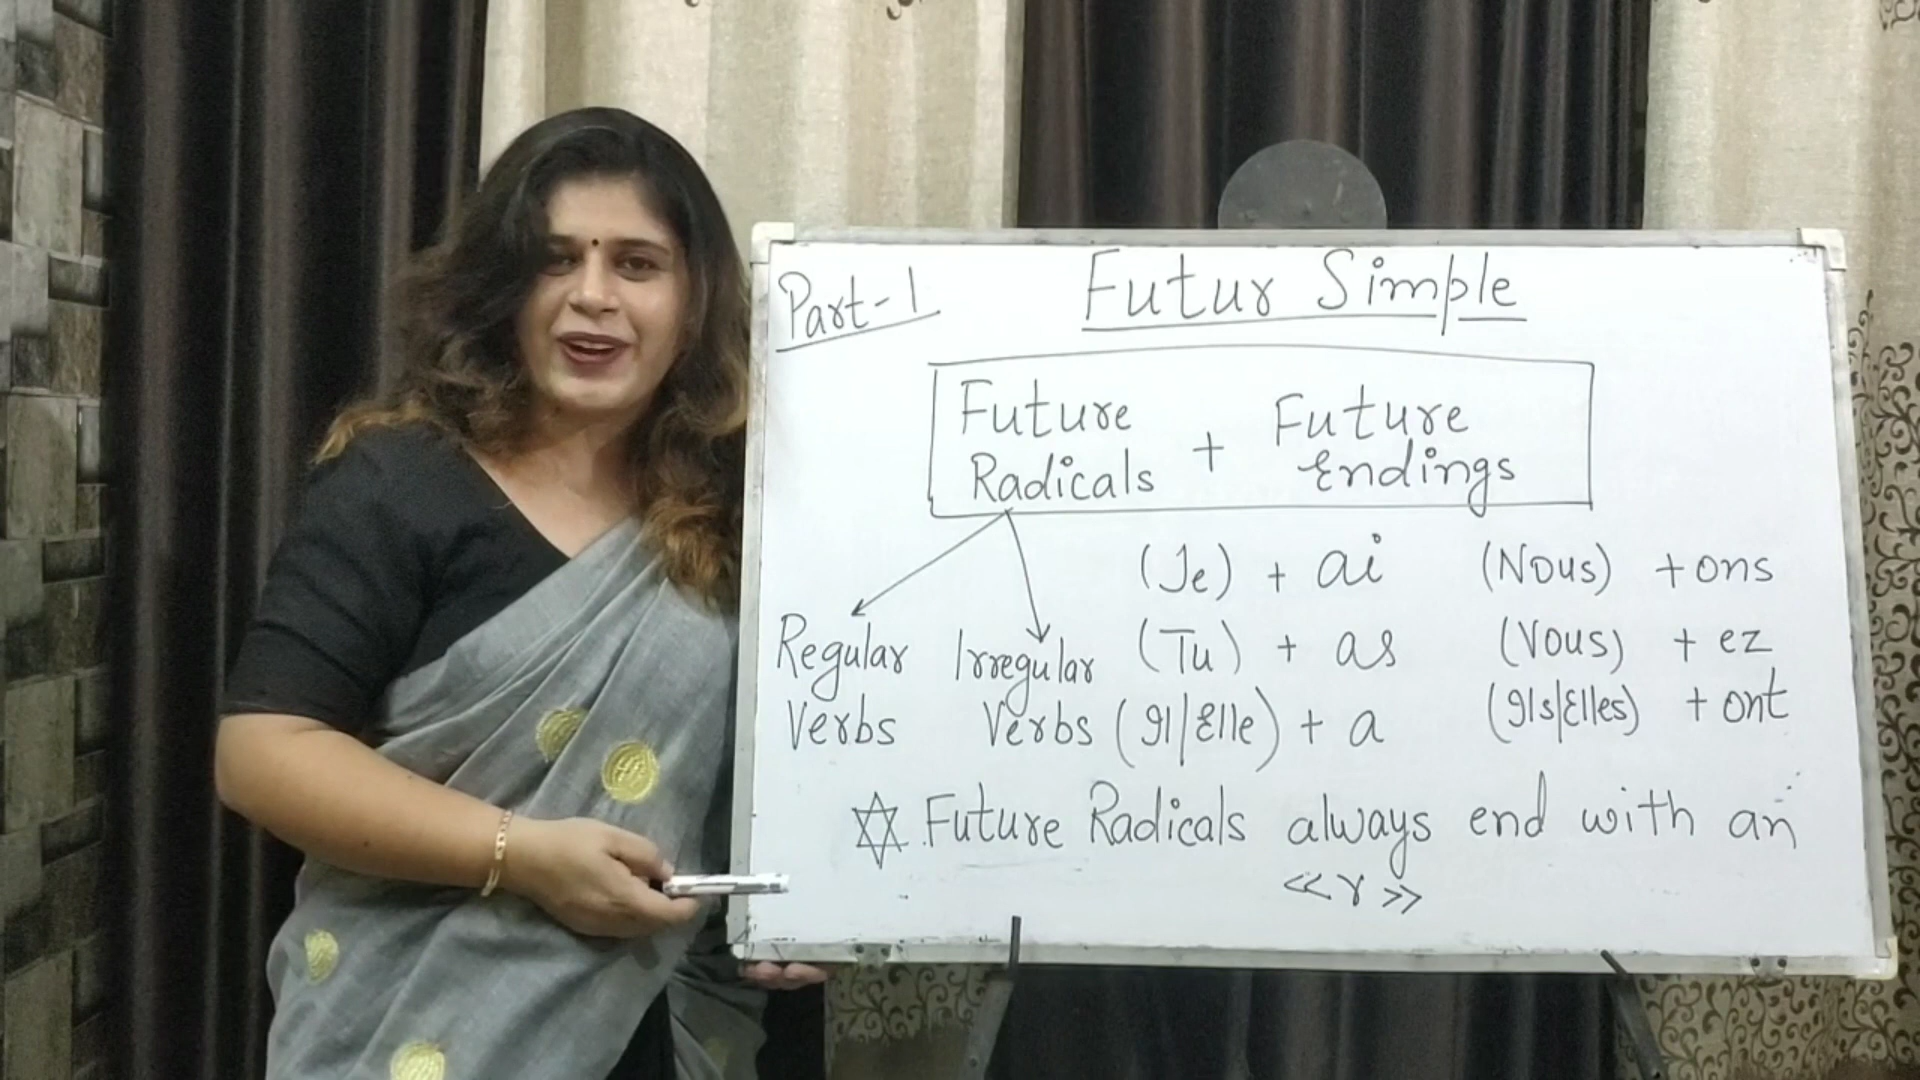 Part-1
Futur Simple
Future Radicals + Future Endings
(Je) + ai
(Nous) + ons
Regular Verbs
Irregular Verbs
(Tu) + as
(Vous) + ez
(Il/Elle) + a
(Ils/Elles) + ont
☆ Future Radicals always end with an
<<r>>